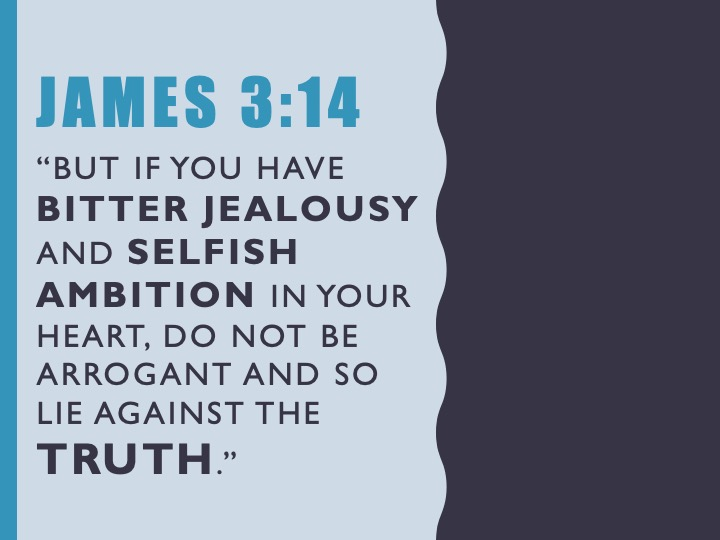 JAMES 3:14
“BUT IF YOU HAVE
BITTER JEALOUSY
AND SELFISH
AMBITION IN YOUR
HEART, DO NOT BE
ARROGANT AND SO
LIE AGAINST THE
TRUTH.”